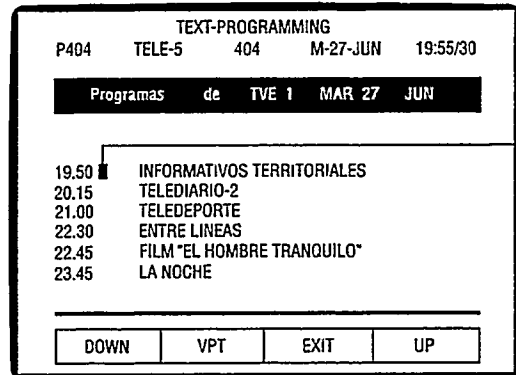 TEXT-PROGRAMMING
P404 TELE-5 404 M-27-JUN 19:55/30
Programas de TVE 1 MAR 27 JUN
19.50 INFORMATIVOS TERRITORIALES
20.15 TELEDIARIO-2
21.00 TELEDEPORTE
22.30 ENTRE LINEAS
22.45 FILM "EL HOMBRE TRANQUILO"
23.45 LA NOCHE
DOWN VPT EXIT UP